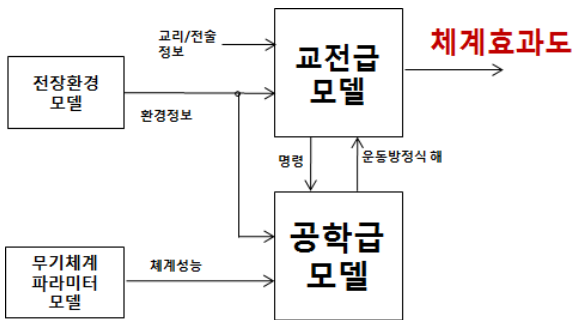 교리/전술
정보
교전급
모델
체계효과도
전장환경
모델
환경정보
명령
운동방정식 해
공학급
모델
무기체계
파라미터
모델
체계성능